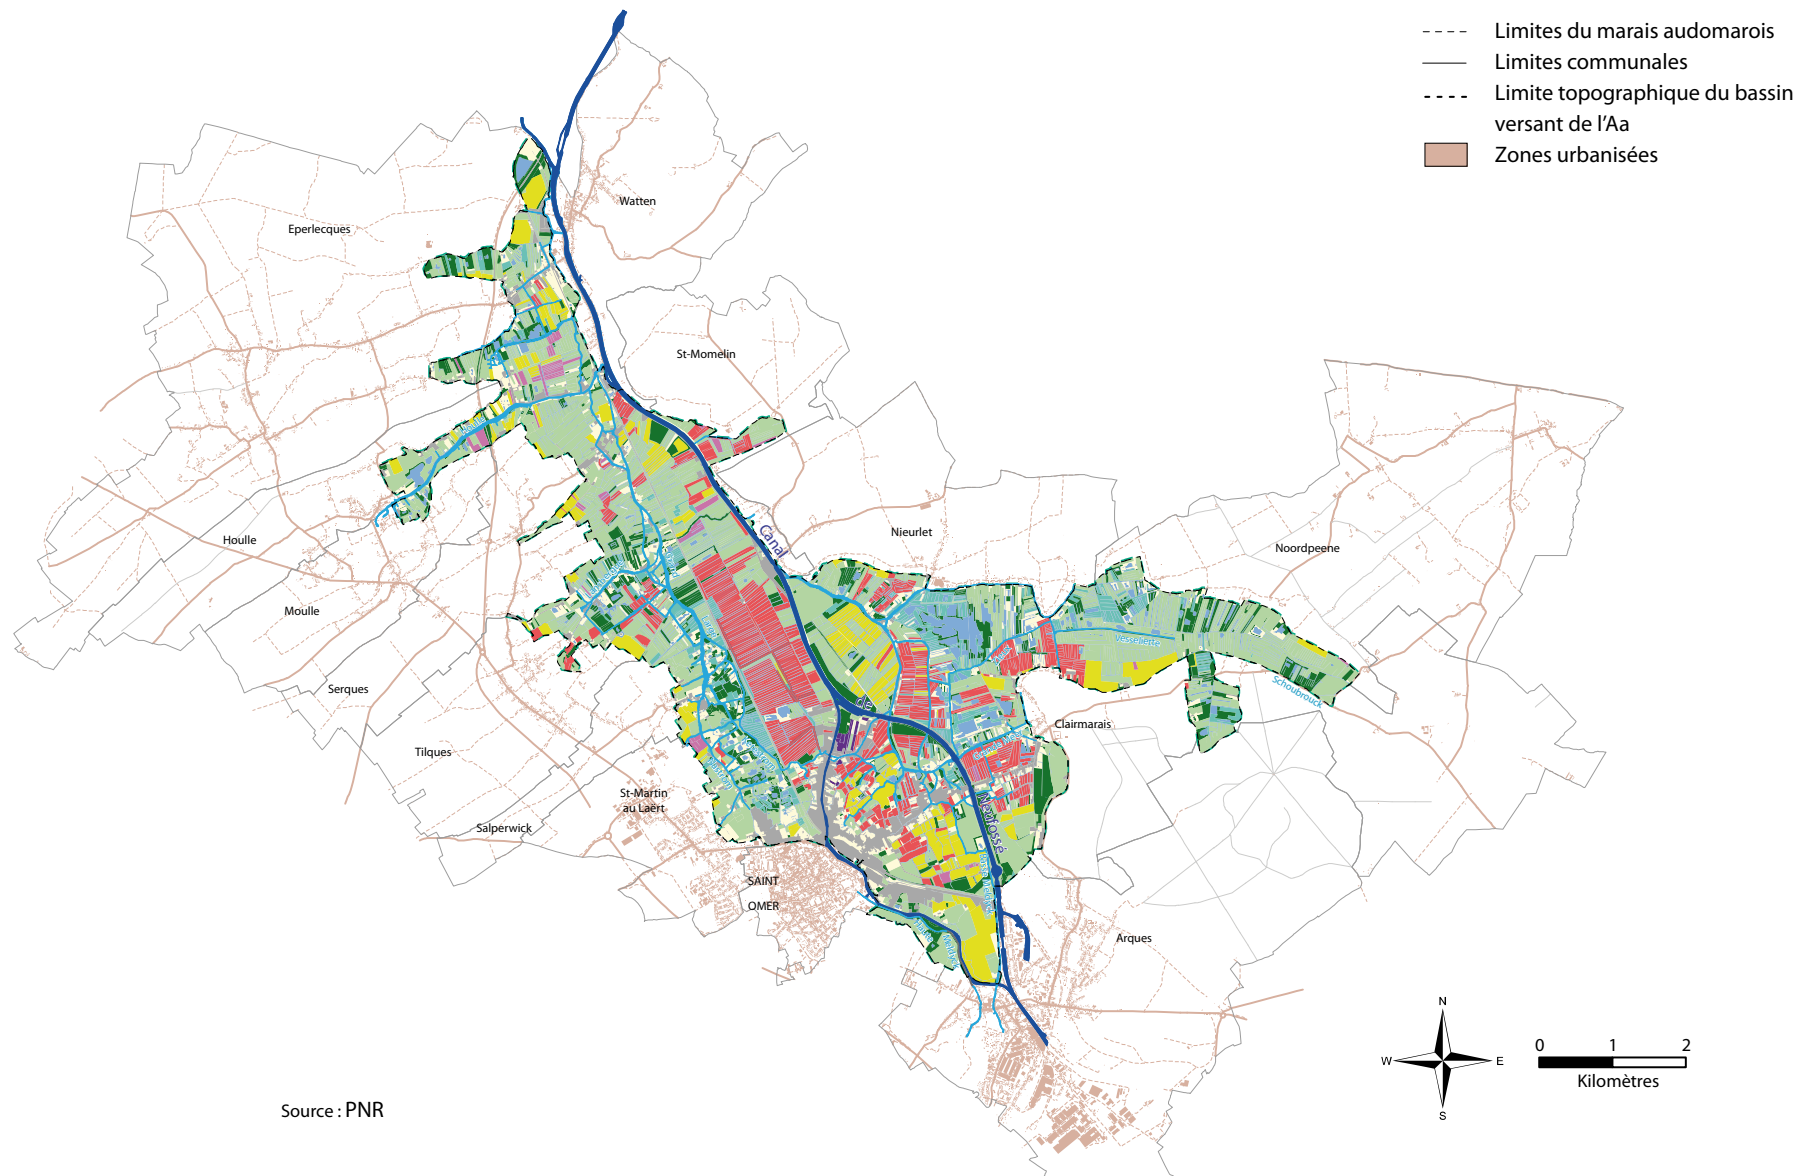 Limites du marais audomarois
Limites communales
Limite topographique du bassin
versant de l'Aa
Zones urbanisées
Watten
Eperlecques
St-Momelin
Canal
Nieurlet
Noordpeene
Houlle
Moulle
Vesseliette
Serques
Schoubrouck
Clairmarais
Tilques
St-Martin
au Laërt
Neuffossé
Salperwick
SAINT
OMER
Arques
N
W
E
S
0 1 2
Kilomètres
Source : PNR